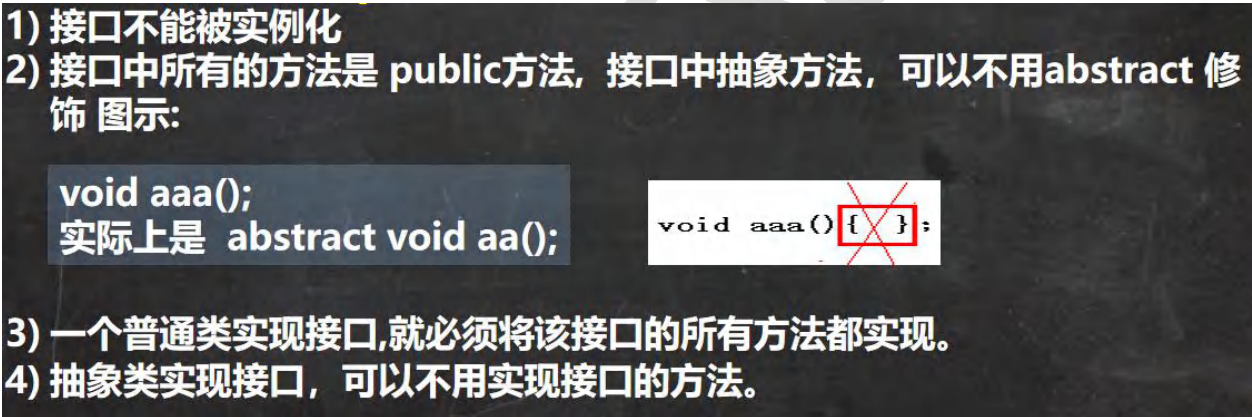 1) 接口不能被实例化
2) 接口中所有的方法是 public方法, 接口中抽象方法，可以不用abstract 修
饰 图示:
void aaa();
实际上是 abstract void aa();
void aaa(){ };
3) 一个普通类实现接口,就必须将该接口的所有方法都实现。
4) 抽象类实现接口，可以不用实现接口的方法。